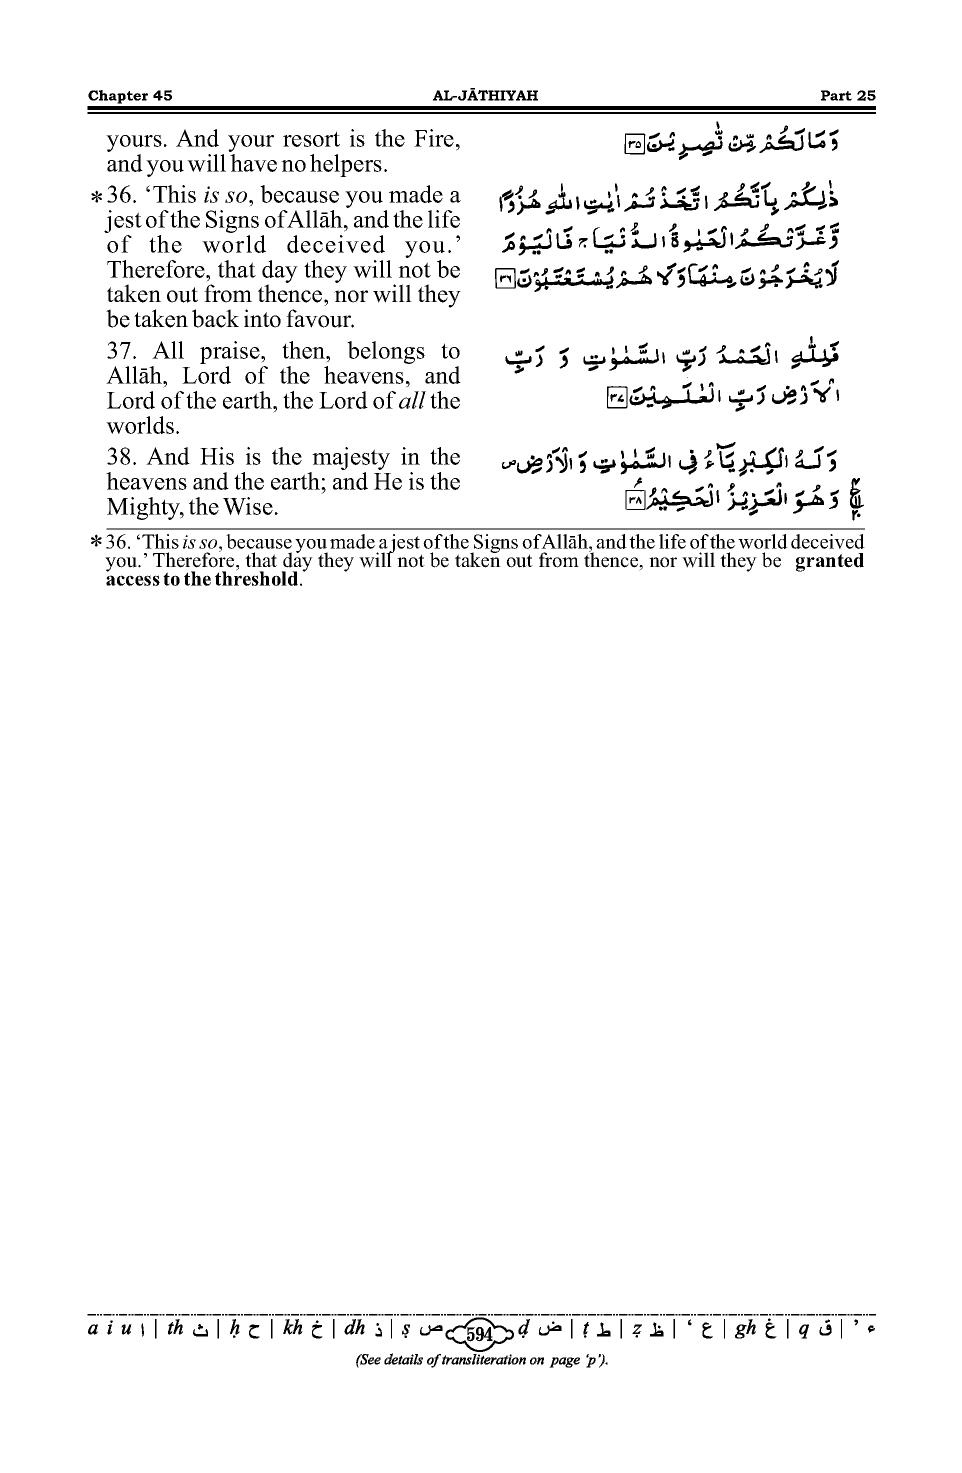 Chapter 45 AL-JĀTHIYAH Part 25
yours. And your resort is the Fire,
and you will have no helpers.
* 36. ‘This is so, because you made a
jest of the Signs of Allāh, and the life
of the world deceived you.’
Therefore, that day they will not be
taken out from thence, nor will they
be taken back into favour.
37. All praise, then, belongs to
Allāh, Lord of the heavens, and
Lord of the earth, the Lord of all the
worlds.
38. And His is the majesty in the
heavens and the earth; and He is the
Mighty, the Wise.
وَمَا لَكُمْ مِّنْ نّٰصِرِيْنَ ۳۵
ذٰلِكُمْ بِاَنَّكُمُ اتَّخَذْتُمْ اٰيٰتِ اللّٰهِ هُزُوًا
وَّغَرَّتْكُمُ الْحَيٰوةُ الدُّنْيَا ۚ فَالْيَوْمَ
لَا يُخْرَجُوْنَ مِنْهَا وَلَا هُمْ يُسْتَعْتَبُوْنَ ۳۶
فَلِلّٰهِ الْحَمْدُ رَبِّ السَّمٰوٰتِ وَ رَبِّ
الْاَرْضِ رَبِّ الْعٰلَمِيْنَ ۳۷
وَلَهُ الْكِبْرِيَآءُ فِى السَّمٰوٰتِ وَ الْاَرْضِ ص
وَ هُوَ الْعَزِيْزُ الْحَكِيْمُ ۳۸
* 36. ‘This is so, because you made a jest of the Signs of Allāh, and the life of the world deceived
you.’ Therefore, that day they will not be taken out from thence, nor will they be granted
access to the threshold.
a i u ا | th ث | ḥ ح | kh خ | dh ذ | ṣ ص 594 ḍ ض | ṭ ط | ẓ ظ | ‘ ع | gh غ | q ق | ’ ء
(See details of transliteration on page ‘p’).